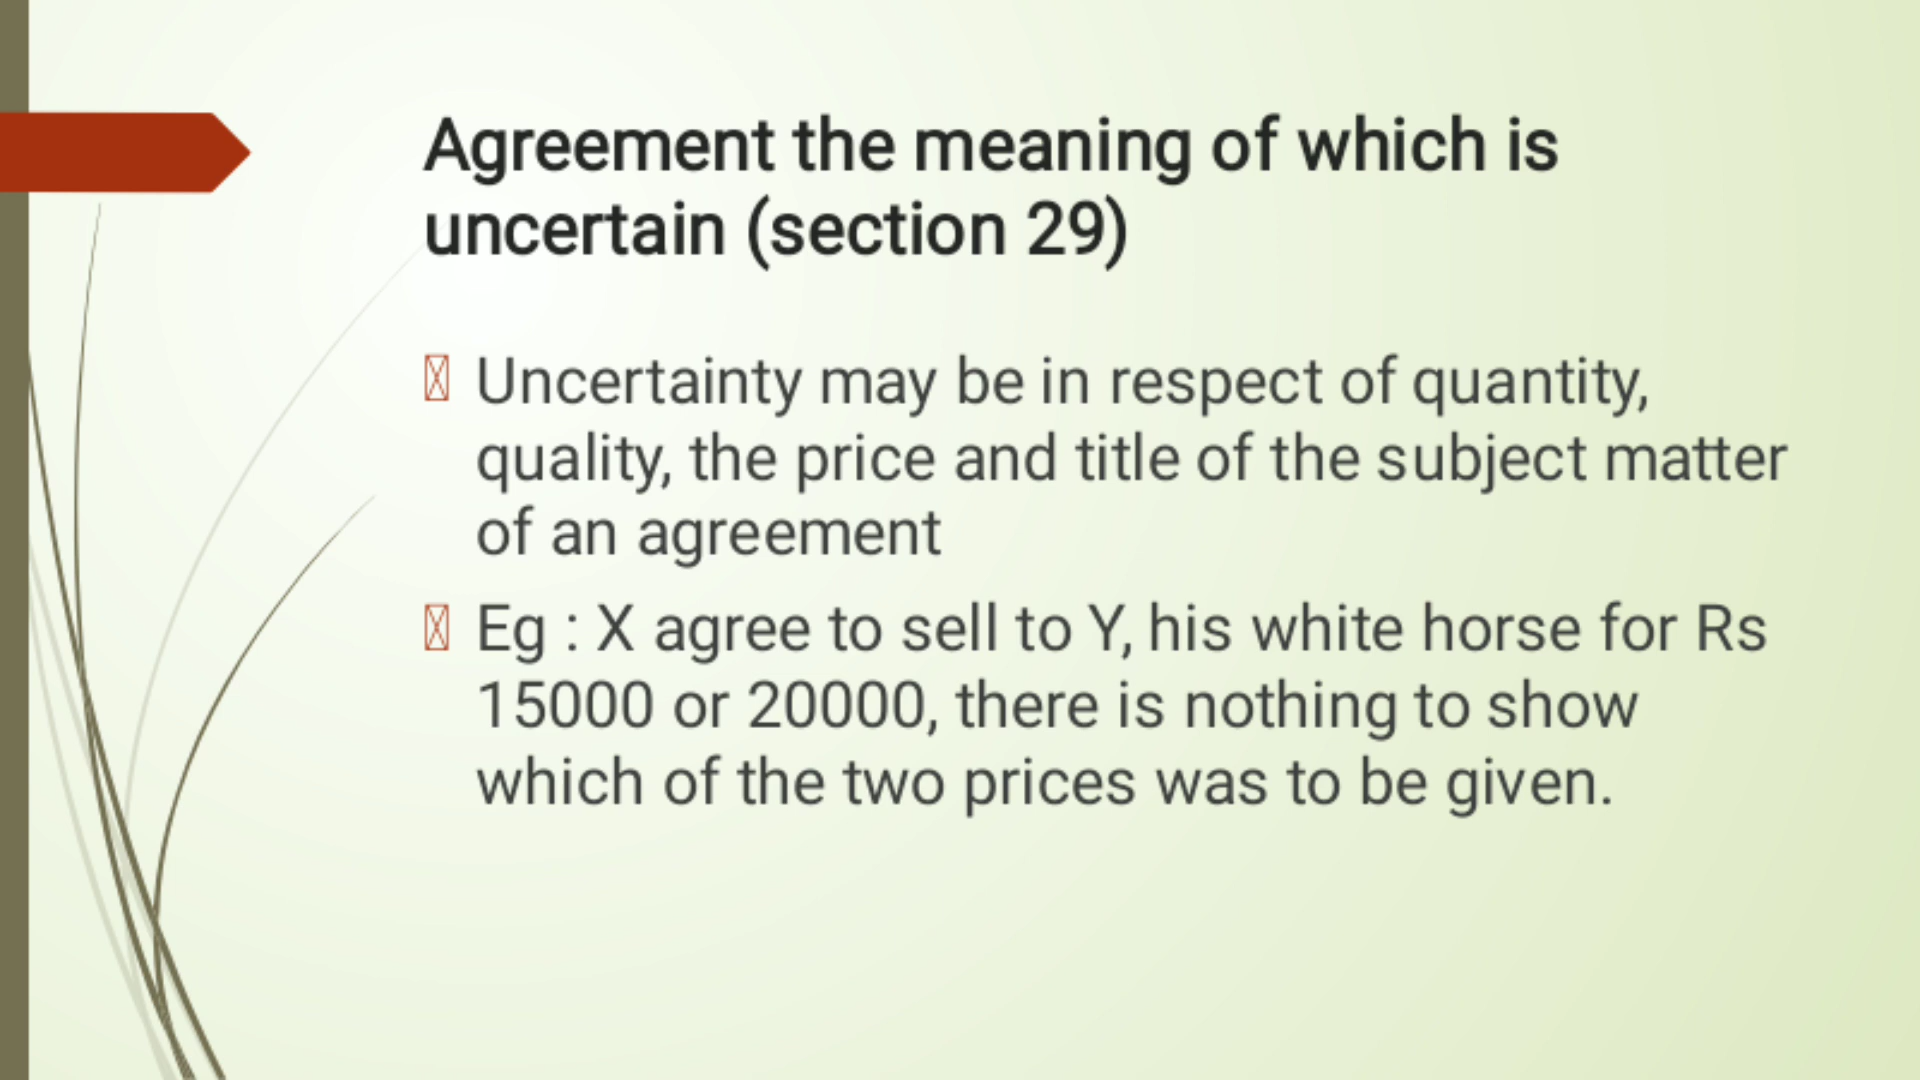 Agreement the meaning of which is
uncertain (section 29)
Uncertainty may be in respect of quantity,
quality, the price and title of the subject matter
of an agreement
Eg : X agree to sell to Y, his white horse for Rs
15000 or 20000, there is nothing to show
which of the two prices was to be given.